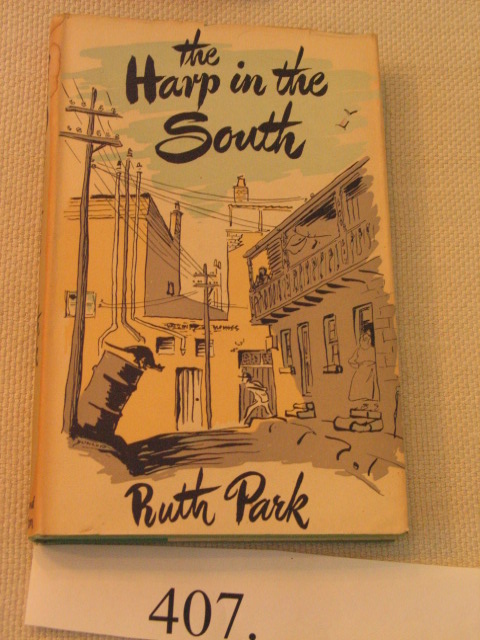 the
Harp in the
South
Ruth Park
407.